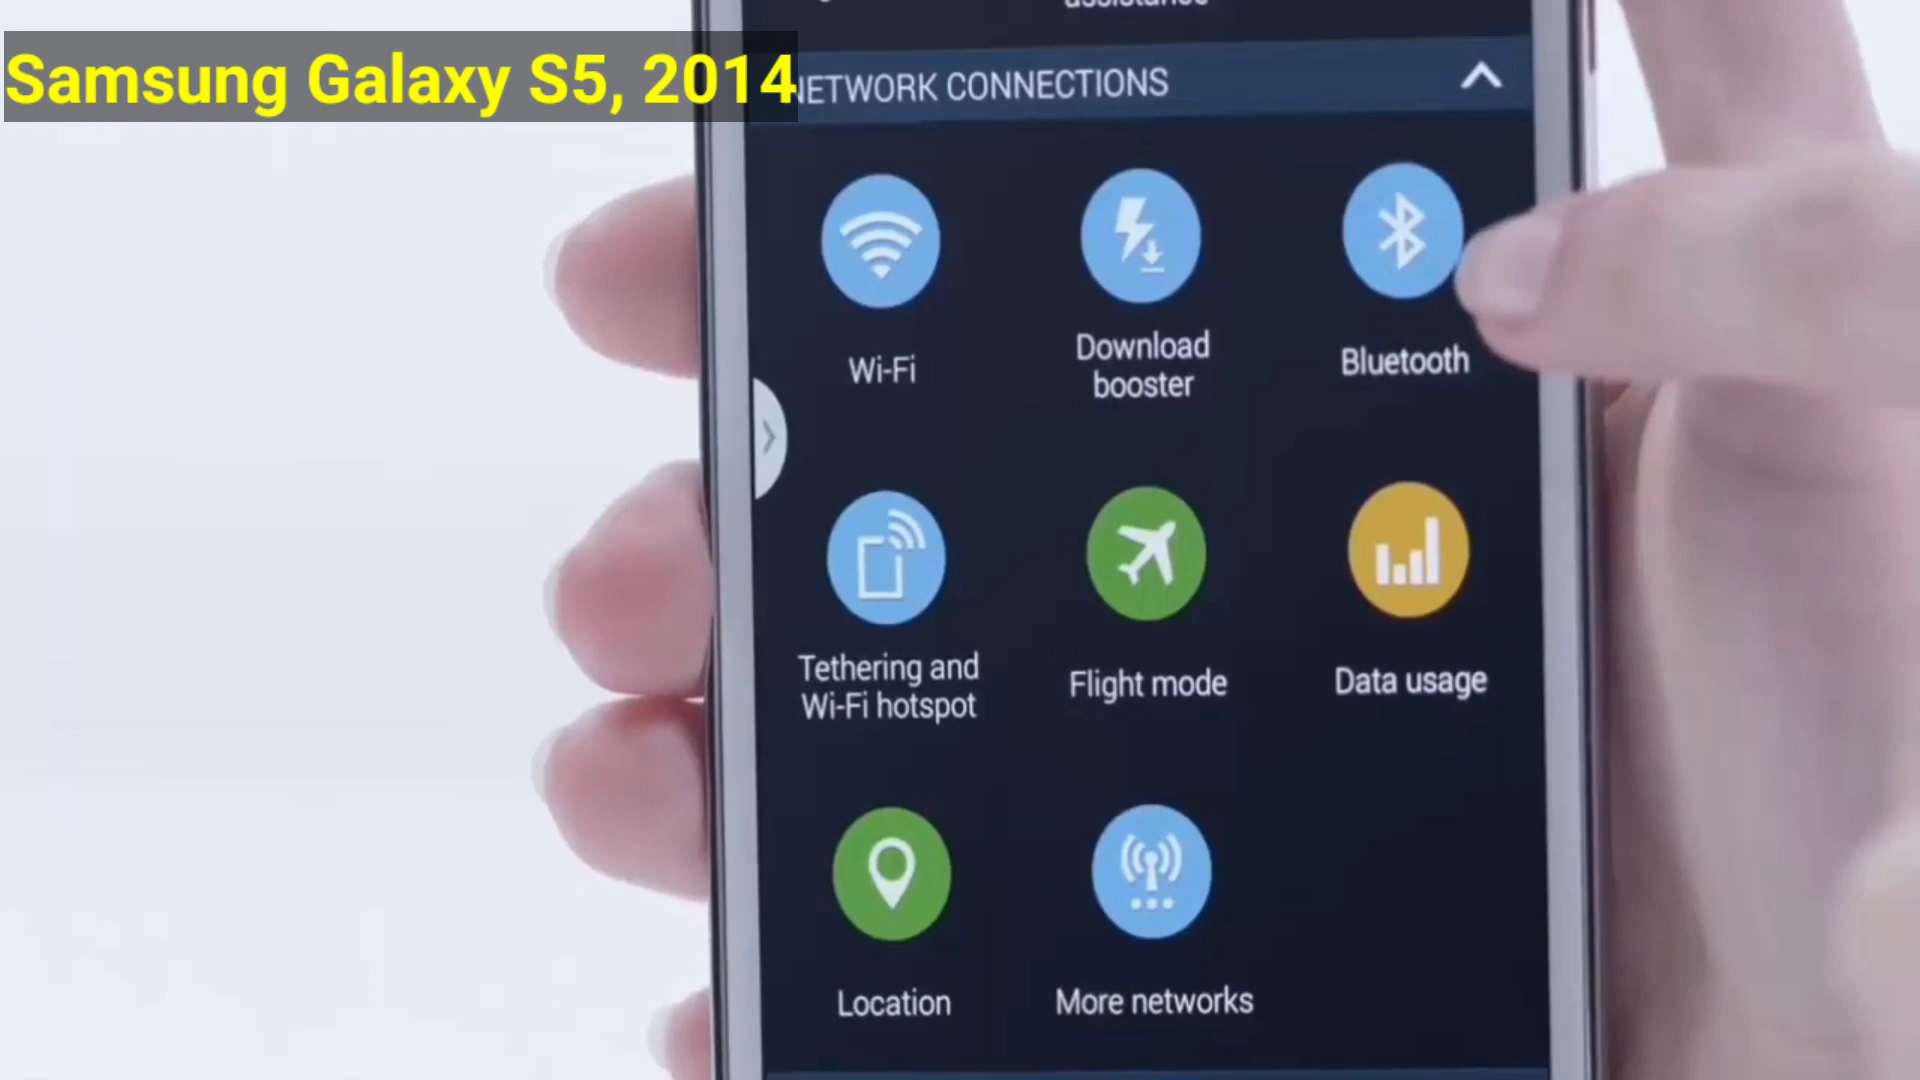 assistance
Samsung Galaxy S5, 2014
NETWORK CONNECTIONS
Wi-Fi
Download
booster
Bluetooth
Tethering and
Wi-Fi hotspot
Flight mode
Data usage
Location
More networks